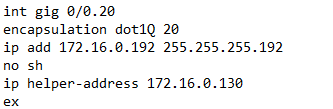 int gig 0/0.20
encapsulation dot1Q 20
ip add 172.16.0.192 255.255.255.192
no sh
ip helper-address 172.16.0.130
ex